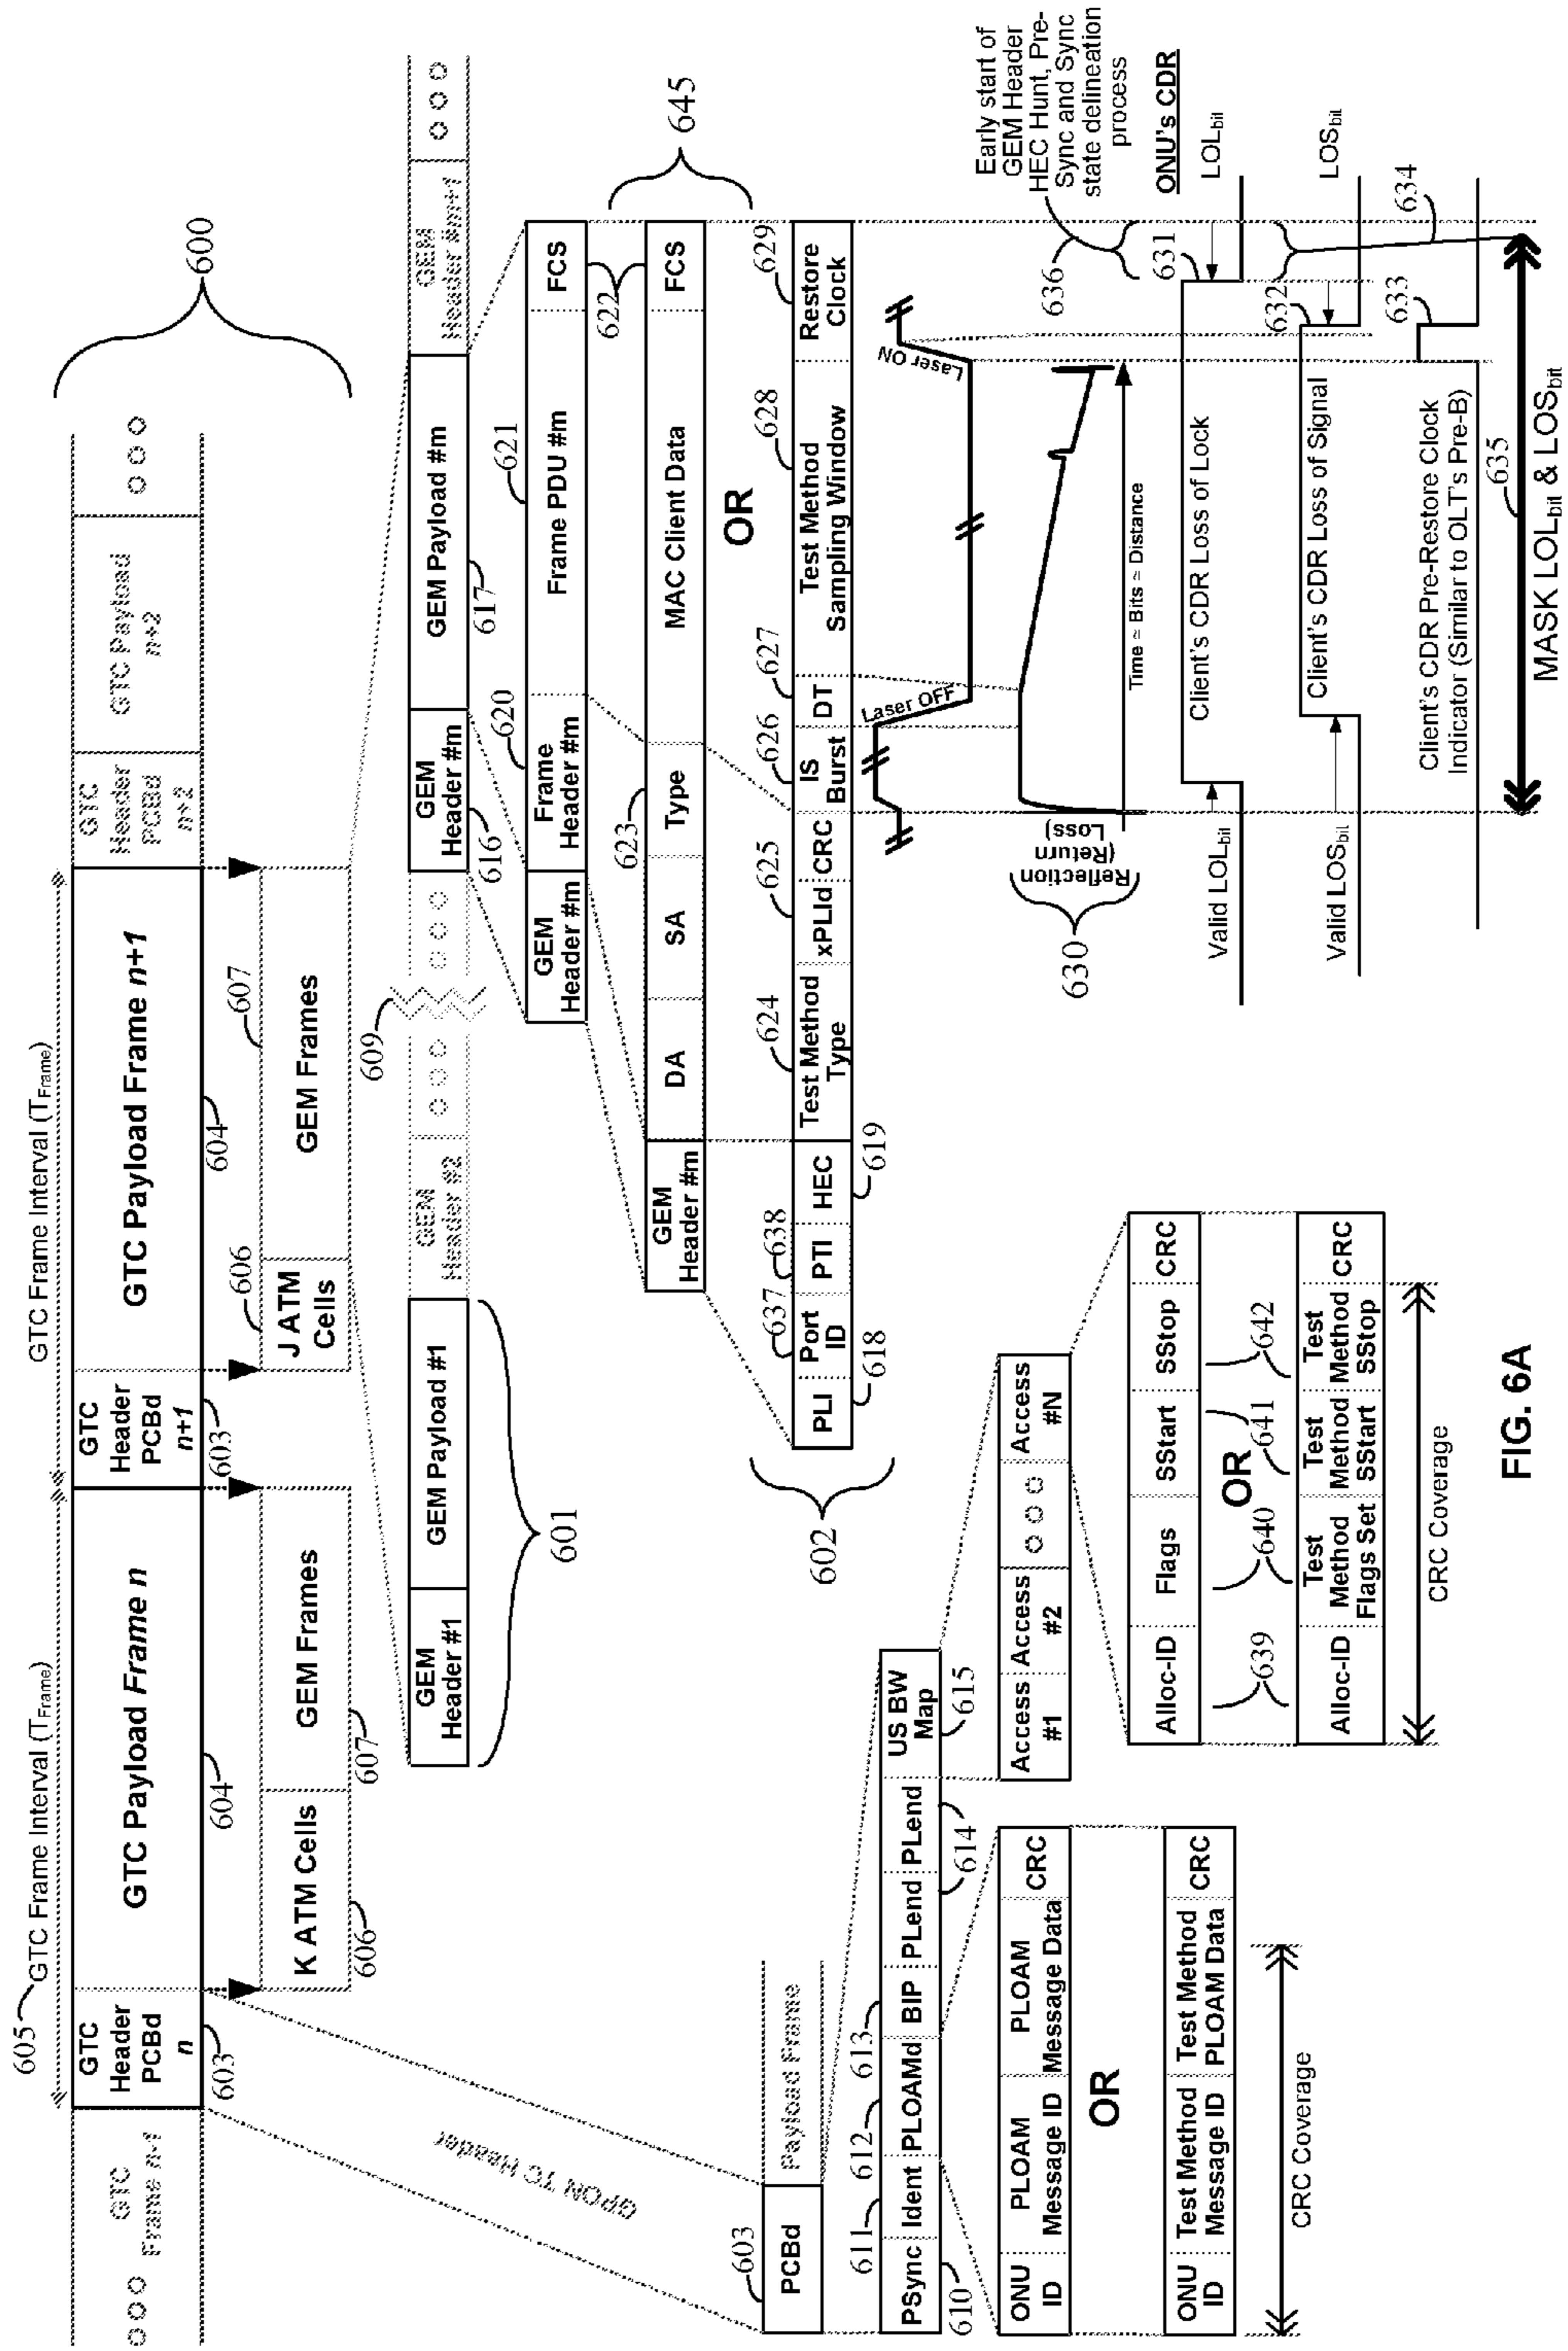 605
GTC Frame Interval (TFrame)
GTC Frame Interval (TFrame)
GTC
Frame n-1
GTC
Header
PCBd
n
GTC Payload Frame n
GTC
Header
PCBd
n+1
GTC Payload Frame n+1
GTC
Header
PCBd
n+2
GTC Payload
n+2
600
603
604
603
604
K ATM Cells
GEM Frames
J ATM
Cells
GEM Frames
606
607
606
607
609
GPON TC Header
GEM
Header #1
GEM Payload #1
GEM
Header #2
GEM
Header #m
GEM Payload #m
GEM
Header #m+1
601
616
617
620
621
GEM
Header #m
Frame
Header #m
Frame PDU #m
FCS
622
623
645
GEM
Header #m
DA
SA
Type
MAC Client Data
FCS
OR
637
638
624
625
626
627
628
629
PLI
Port
ID
PTI
HEC
Test Method
Type
xPLId
CRC
IS
Burst
DT
Test Method
Sampling Window
Restore
Clock
602
618
619
Laser OFF
Laser ON
630
Reflection
(Return
Loss)
Time ≈ Bits ≈ Distance
636
Early start of
GEM Header
HEC Hunt, Pre-
Sync and Sync
state delineation
process
ONU's CDR
Valid LOLbit
Client's CDR Loss of Lock
631
LOLbit
Valid LOSbit
Client's CDR Loss of Signal
632
LOSbit
Client's CDR Pre-Restore Clock
Indicator (Similar to OLT's Pre-B)
633
634
635
MASK LOLbit & LOSbit
603
PCBd
Payload Frame
611
612
613
PSync
Ident
PLOAMd
BIP
PLend
PLend
US BW
Map
610
614
615
ONU
ID
PLOAM
Message ID
PLOAM
Message Data
CRC
OR
ONU
ID
Test Method
Message ID
Test Method
PLOAM Data
CRC
CRC Coverage
Access
#1
Access
#2
Access
#N
Alloc-ID
Flags
SStart
SStop
CRC
639
640
OR
641
642
Alloc-ID
Test
Method
Flags Set
Test
Method
SStart
Test
Method
SStop
CRC
CRC Coverage
FIG. 6A